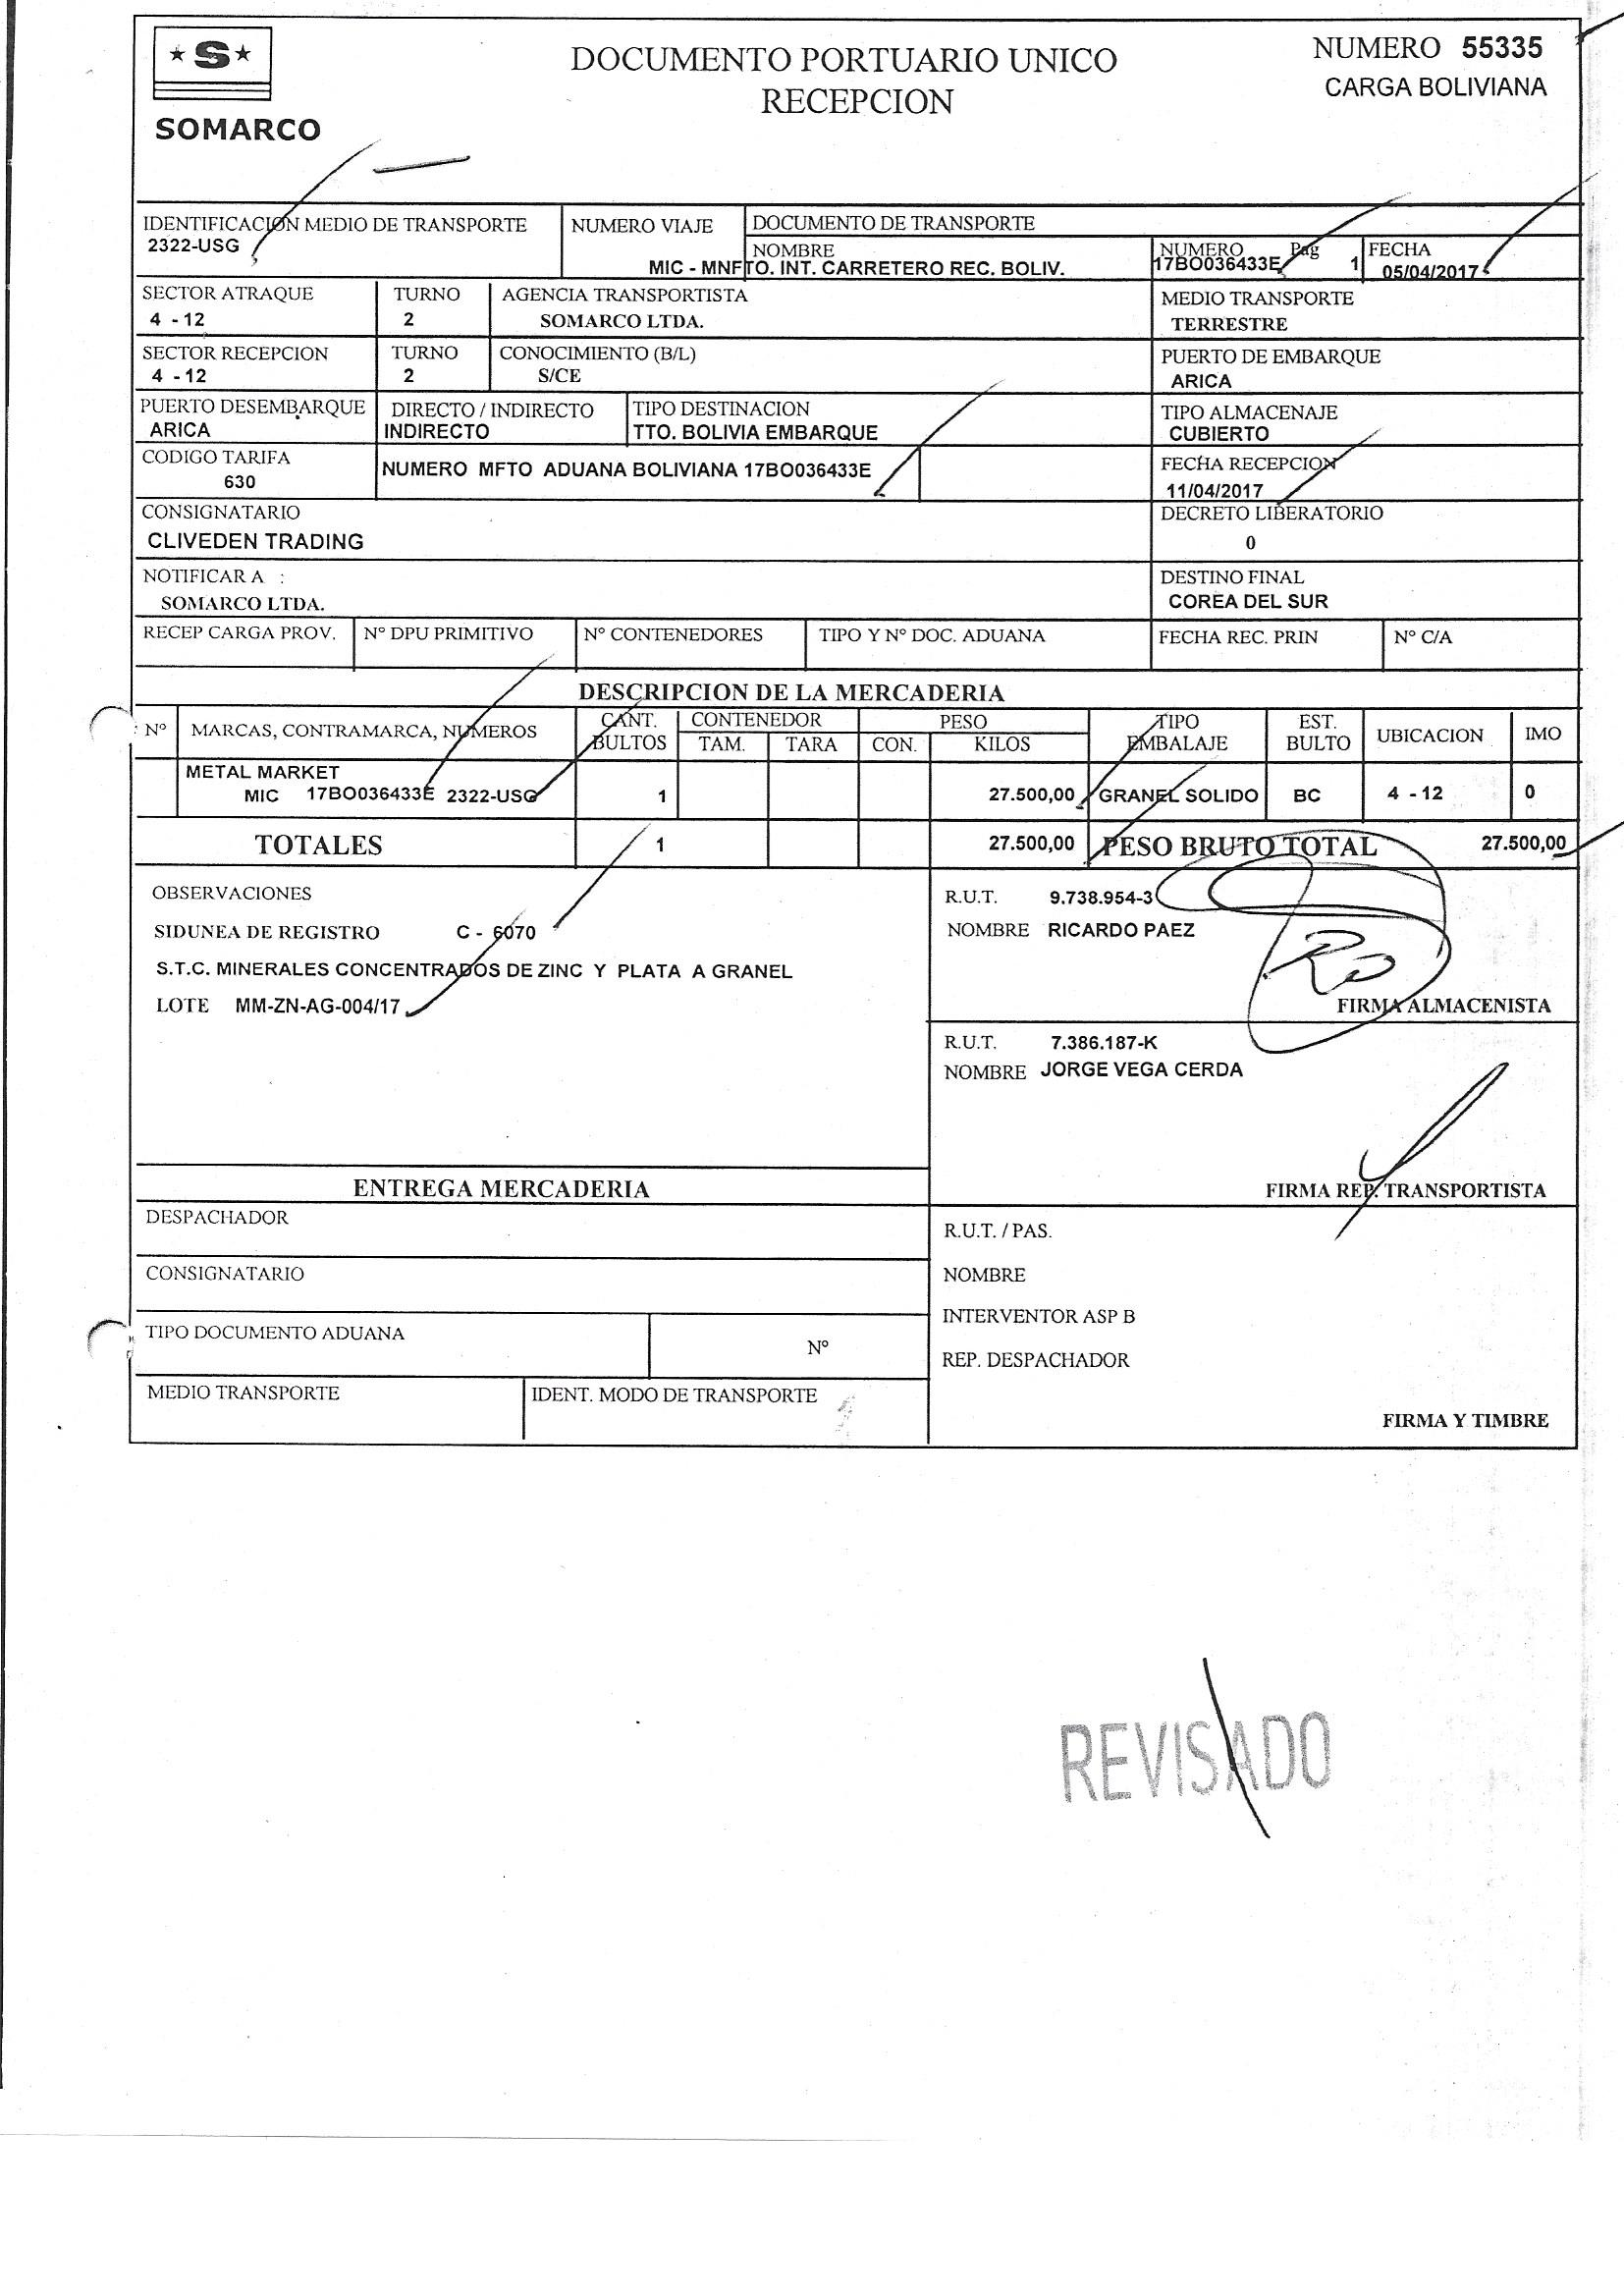 ★ S ★
SOMARCO
DOCUMENTO PORTUARIO UNICO
RECEPCION
NUMERO 55335
CARGA BOLIVIANA
IDENTIFICACION MEDIO DE TRANSPORTE
2322-USG
NUMERO VIAJE
DOCUMENTO DE TRANSPORTE
NOMBRE
MIC - MNFTO. INT. CARRETERO REC. BOLIV.
NUMERO Pag
17BO036433E 1
FECHA
05/04/2017
SECTOR ATRAQUE
4 - 12
TURNO
2
AGENCIA TRANSPORTISTA
SOMARCO LTDA.
MEDIO TRANSPORTE
TERRESTRE
SECTOR RECEPCION
4 - 12
TURNO
2
CONOCIMIENTO (B/L)
S/CE
PUERTO DE EMBARQUE
ARICA
PUERTO DESEMBARQUE
ARICA
DIRECTO / INDIRECTO
INDIRECTO
TIPO DESTINACION
TTO. BOLIVIA EMBARQUE
TIPO ALMACENAJE
CUBIERTO
CODIGO TARIFA
630
NUMERO MFTO ADUANA BOLIVIANA 17BO036433E
FECHA RECEPCION
11/04/2017
CONSIGNATARIO
CLIVEDEN TRADING
DECRETO LIBERATORIO
0
NOTIFICAR A :
SOMARCO LTDA.
DESTINO FINAL
COREA DEL SUR
RECEP CARGA PROV. N° DPU PRIMITIVO N° CONTENEDORES TIPO Y N° DOC. ADUANA FECHA REC. PRIN N° C/A
DESCRIPCION DE LA MERCADERIA
N° MARCAS, CONTRAMARCA, NUMEROS CANT. BULTOS CONTENEDOR TAM. TARA PESO CON. KILOS TIPO EMBALAJE EST. BULTO UBICACION IMO
METAL MARKET
MIC 17BO036433E 2322-USG 1 27.500,00 GRANEL SOLIDO BC 4 - 12 0
TOTALES 1 27.500,00 PESO BRUTO TOTAL 27.500,00
OBSERVACIONES
SIDUNEA DE REGISTRO C - 6070
S.T.C. MINERALES CONCENTRADOS DE ZINC Y PLATA A GRANEL
LOTE MM-ZN-AG-004/17
R.U.T. 9.738.954-3
NOMBRE RICARDO PAEZ
FIRMA ALMACENISTA
R.U.T. 7.386.187-K
NOMBRE JORGE VEGA CERDA
FIRMA REP. TRANSPORTISTA
ENTREGA MERCADERIA
DESPACHADOR
CONSIGNATARIO
TIPO DOCUMENTO ADUANA N°
MEDIO TRANSPORTE IDENT. MODO DE TRANSPORTE
R.U.T. / PAS.
NOMBRE
INTERVENTOR ASP B
REP. DESPACHADOR
FIRMA Y TIMBRE
REVISADO